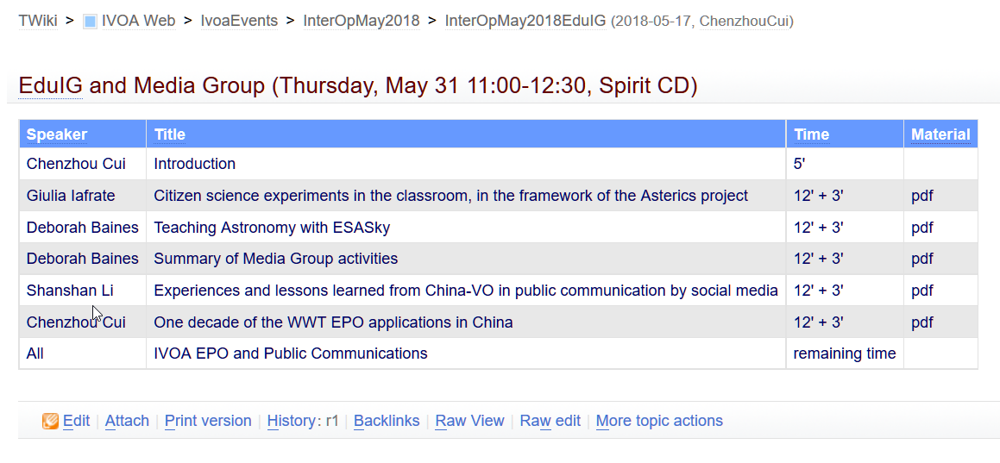 TWiki > IVOA Web > IvoaEvents > InterOpMay2018 > InterOpMay2018EduIG (2018-05-17, ChenzhouCui)
EduIG and Media Group (Thursday, May 31 11:00-12:30, Spirit CD)
Speaker Title Time Material
Chenzhou Cui Introduction 5'
Giulia Iafrate Citizen science experiments in the classroom, in the framework of the Asterics project 12' + 3' pdf
Deborah Baines Teaching Astronomy with ESASky 12' + 3' pdf
Deborah Baines Summary of Media Group activities 12' + 3' pdf
Shanshan Li Experiences and lessons learned from China-VO in public communication by social media 12' + 3' pdf
Chenzhou Cui One decade of the WWT EPO applications in China 12' + 3' pdf
All IVOA EPO and Public Communications remaining time
Edit | Attach | Print version | History: r1 | Backlinks | Raw View | Raw edit | More topic actions